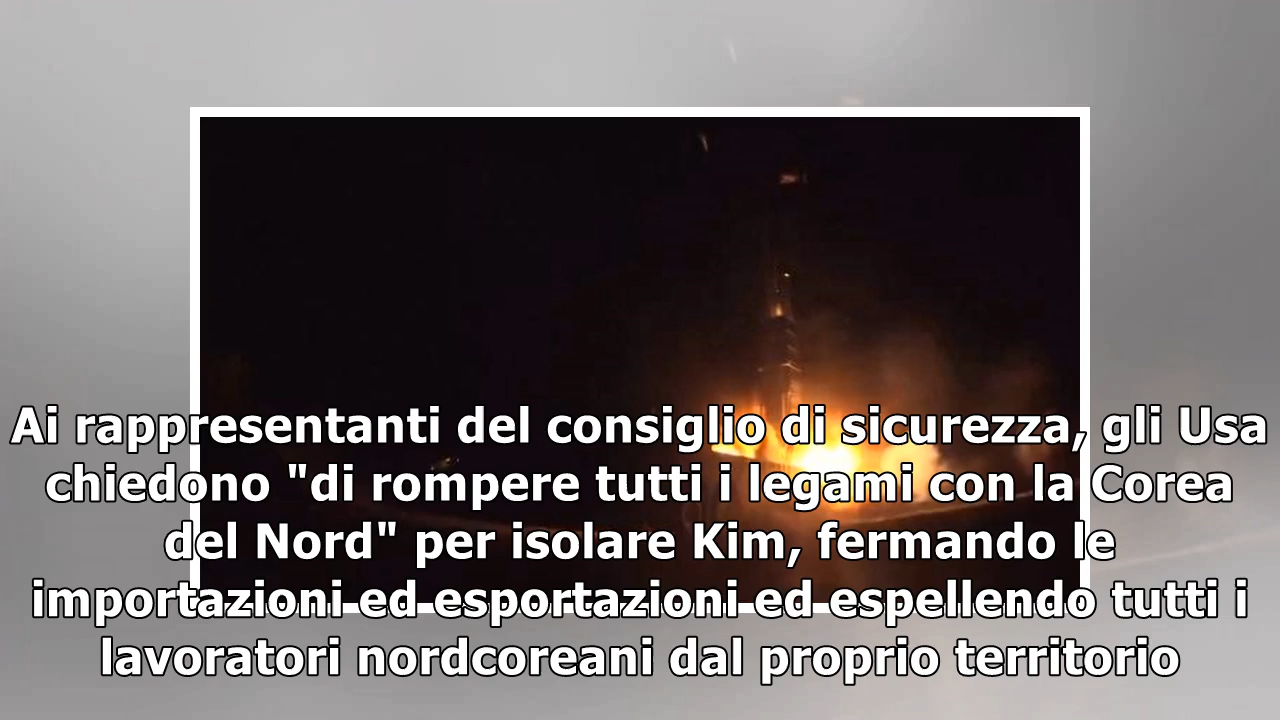 Ai rappresentanti del consiglio di sicurezza, gli Usa
chiedono "di rompere tutti i legami con la Corea
del Nord" per isolare Kim, fermando le
importazioni ed esportazioni ed espellendo tutti i
lavoratori nordcoreani dal proprio territorio